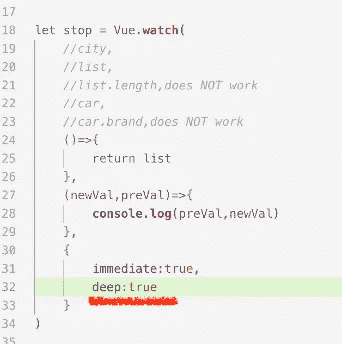 17
18 let stop = Vue.watch(
19 //city,
20 //list,
21 //list.length,does NOT work
22 //car,
23 //car.brand,does NOT work
24 ()=>{
25 return list
26 },
27 (newVal,preVal)=>{
28 console.log(preVal,newVal)
29 },
30 {
31 immediate:true,
32 deep:true
33 }
34 )
35